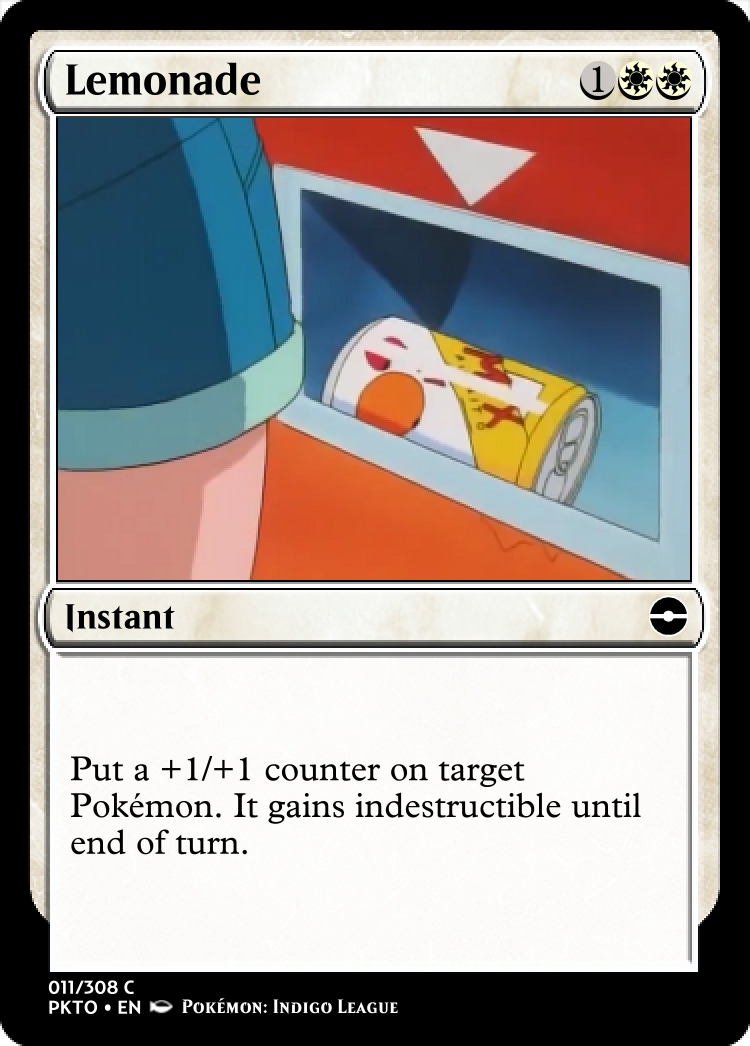 Lemonade 1
Instant
Put a +1/+1 counter on target
Pokémon. It gains indestructible until
end of turn.
011/308 C
PKTO • EN Pokémon: Indigo League